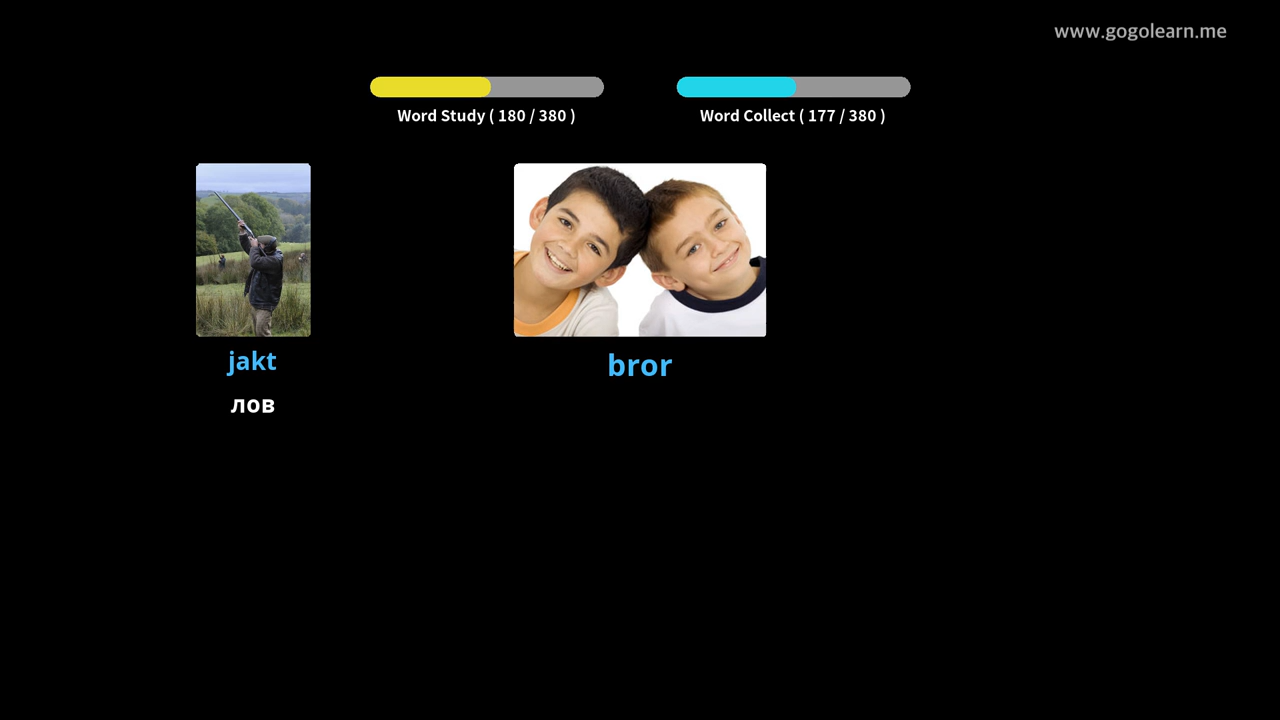 www.gogolearn.me
Word Study ( 180 / 380 )
Word Collect ( 177 / 380 )
jakt
bror
лов